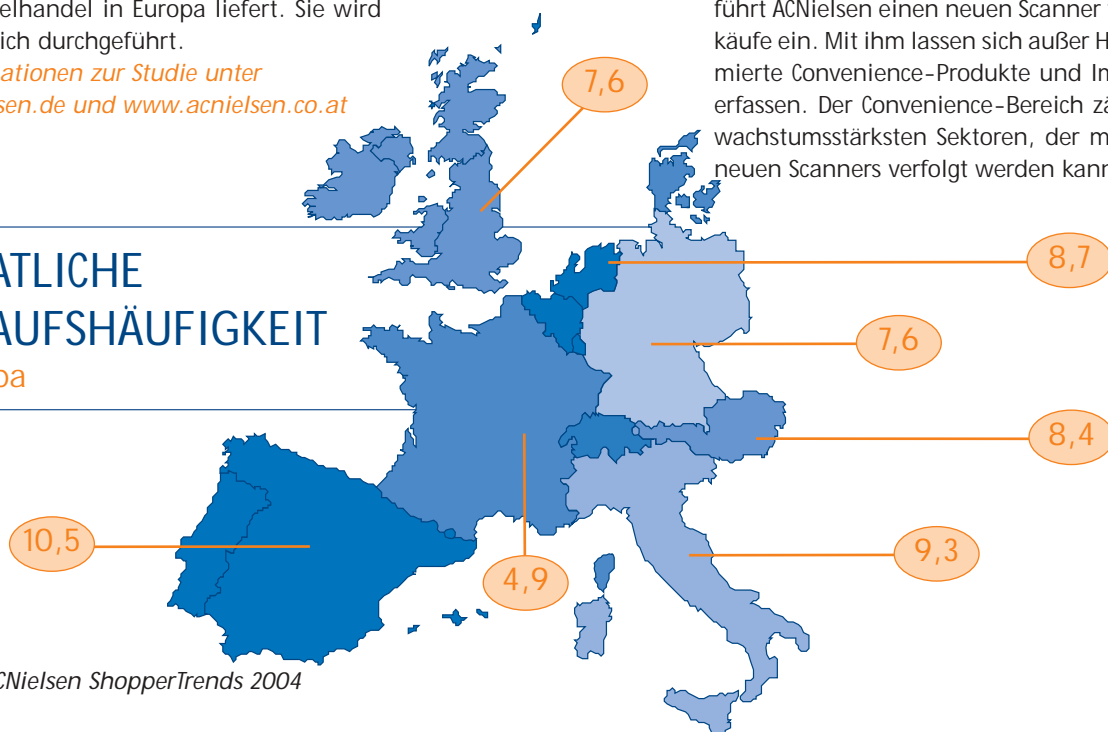 elhandel in Europa liefert. Sie wird
ich durchgeführt.
ationen zur Studie unter
sen.de und www.acnielsen.co.at
führt ACNielsen einen neuen Scanner
käufe ein. Mit ihm lassen sich außer H
mierte Convenience-Produkte und In
erfassen. Der Convenience-Bereich zä
wachstumsstärksten Sektoren, der m
neuen Scanners verfolgt werden kann
ATLICHE
AUFSHÄUFIGKEIT
pa
7,6
8,7
7,6
8,4
10,5
4,9
9,3
CNielsen ShopperTrends 2004